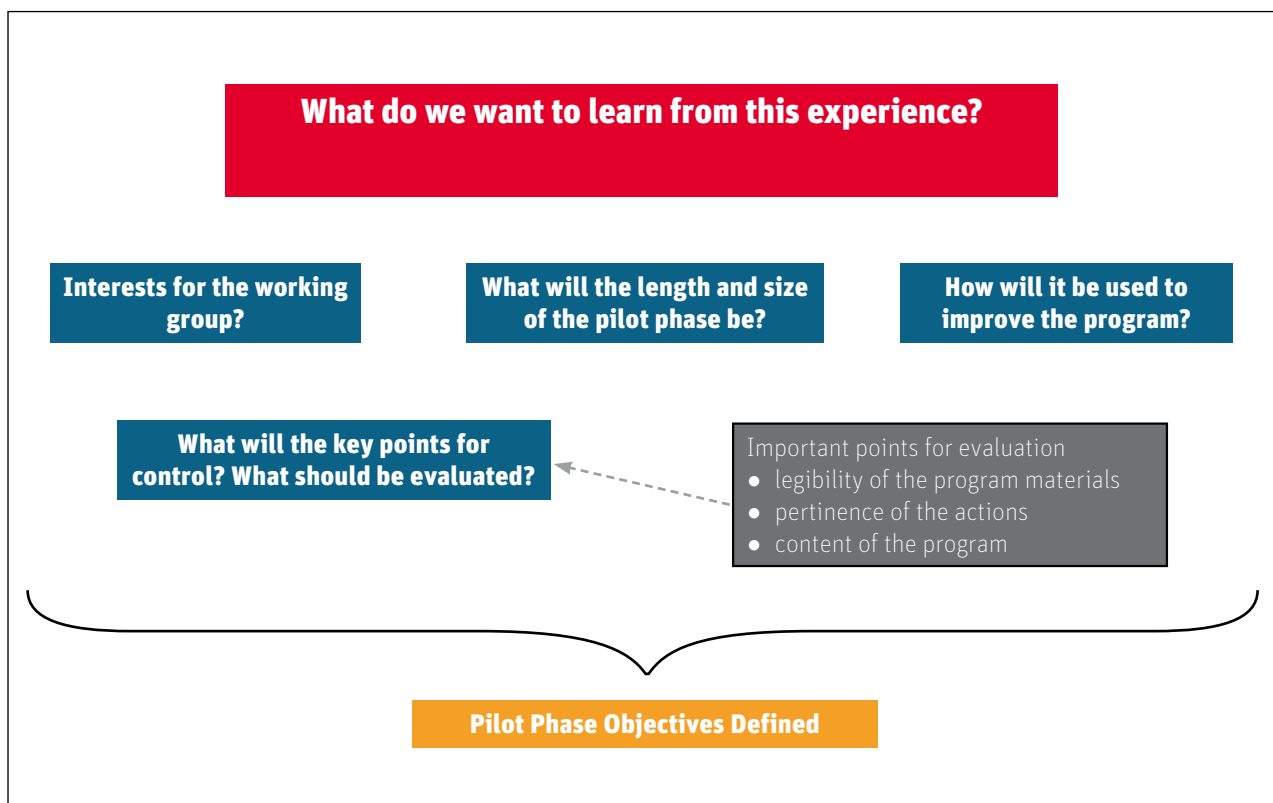 What do we want to learn from this experience?
Interests for the working
group?
What will the length and size
of the pilot phase be?
How will it be used to
improve the program?
What will the key points for
control? What should be evaluated?
Important points for evaluation
● legibility of the program materials
● pertinence of the actions
● content of the program
Pilot Phase Objectives Defined